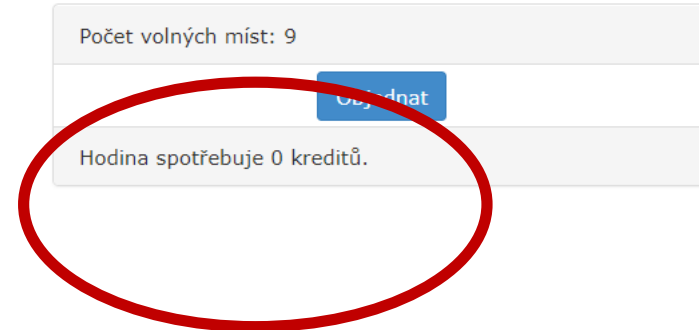 Počet volných míst: 9
Objednat
Hodina spotřebuje 0 kreditů.